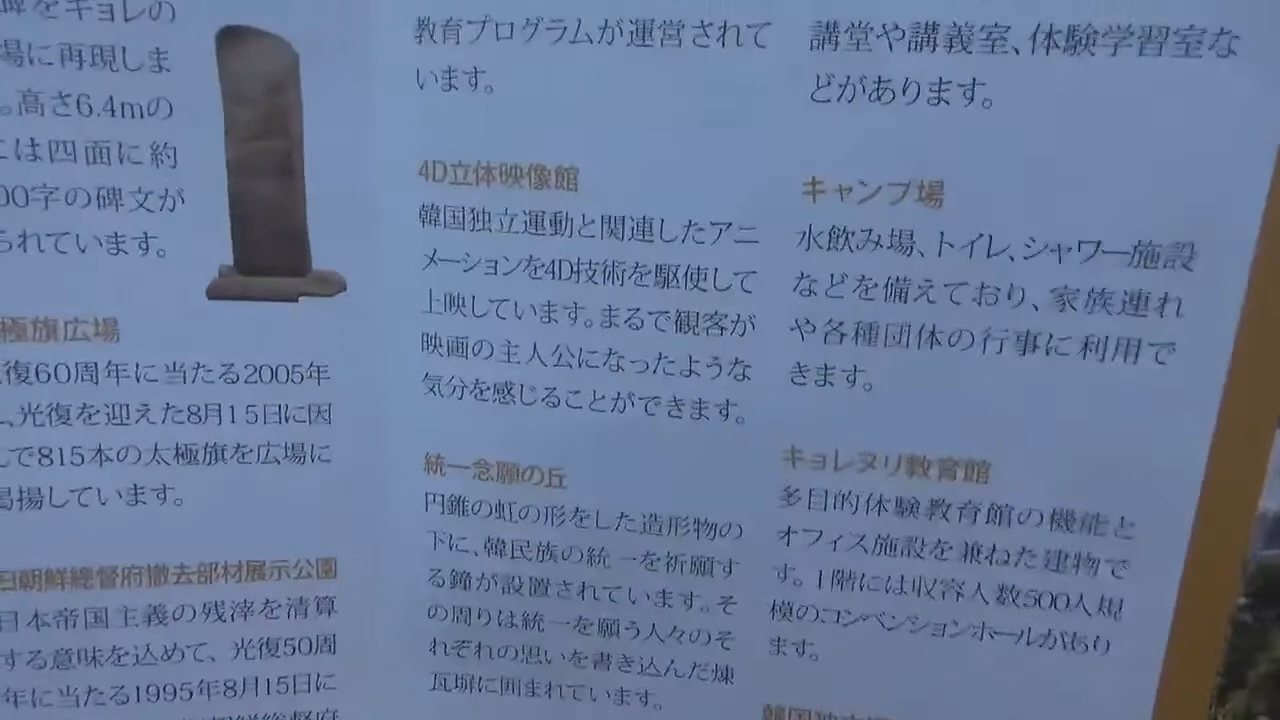 碑をキョレの
場に再現しま
。高さ6.4mの
には四面に約
00字の碑文が
られています。
極旗広場
復60周年に当たる2005年
、光復を迎えた8月15日に因
で815本の太極旗を広場に
掲揚しています。
旧朝鮮總督府撤去部材展示公園
日本帝国主義の残滓を清算
する意味を込めて、光復50周
年に当たる1995年8月15日に
教育プログラムが運営されて
います。
4D立体映像館
韓国独立運動と関連したアニ
メーションを4D技術を駆使して
上映しています。まるで観客が
映画の主人公になったような
気分を感じることができます。
統一念願の丘
円錐の虹の形をした造形物の
下に、韓民族の統一を祈願す
る鐘が設置されています。そ
の周りは統一を願う人々のそ
れぞれの思いを書き込んだ煉
瓦塀に囲まれています。
講堂や講義室、体験学習室な
どがあります。
キャンプ場
水飲み場、トイレ、シャワー施設
などを備えており、家族連れ
や各種団体の行事に利用で
きます。
キョレヌリ教育館
多目的体験教育館の機能と
オフィス施設を兼ねた建物で
す。1階には収容人数500人規
模のコンベンションホールがあり
ます。